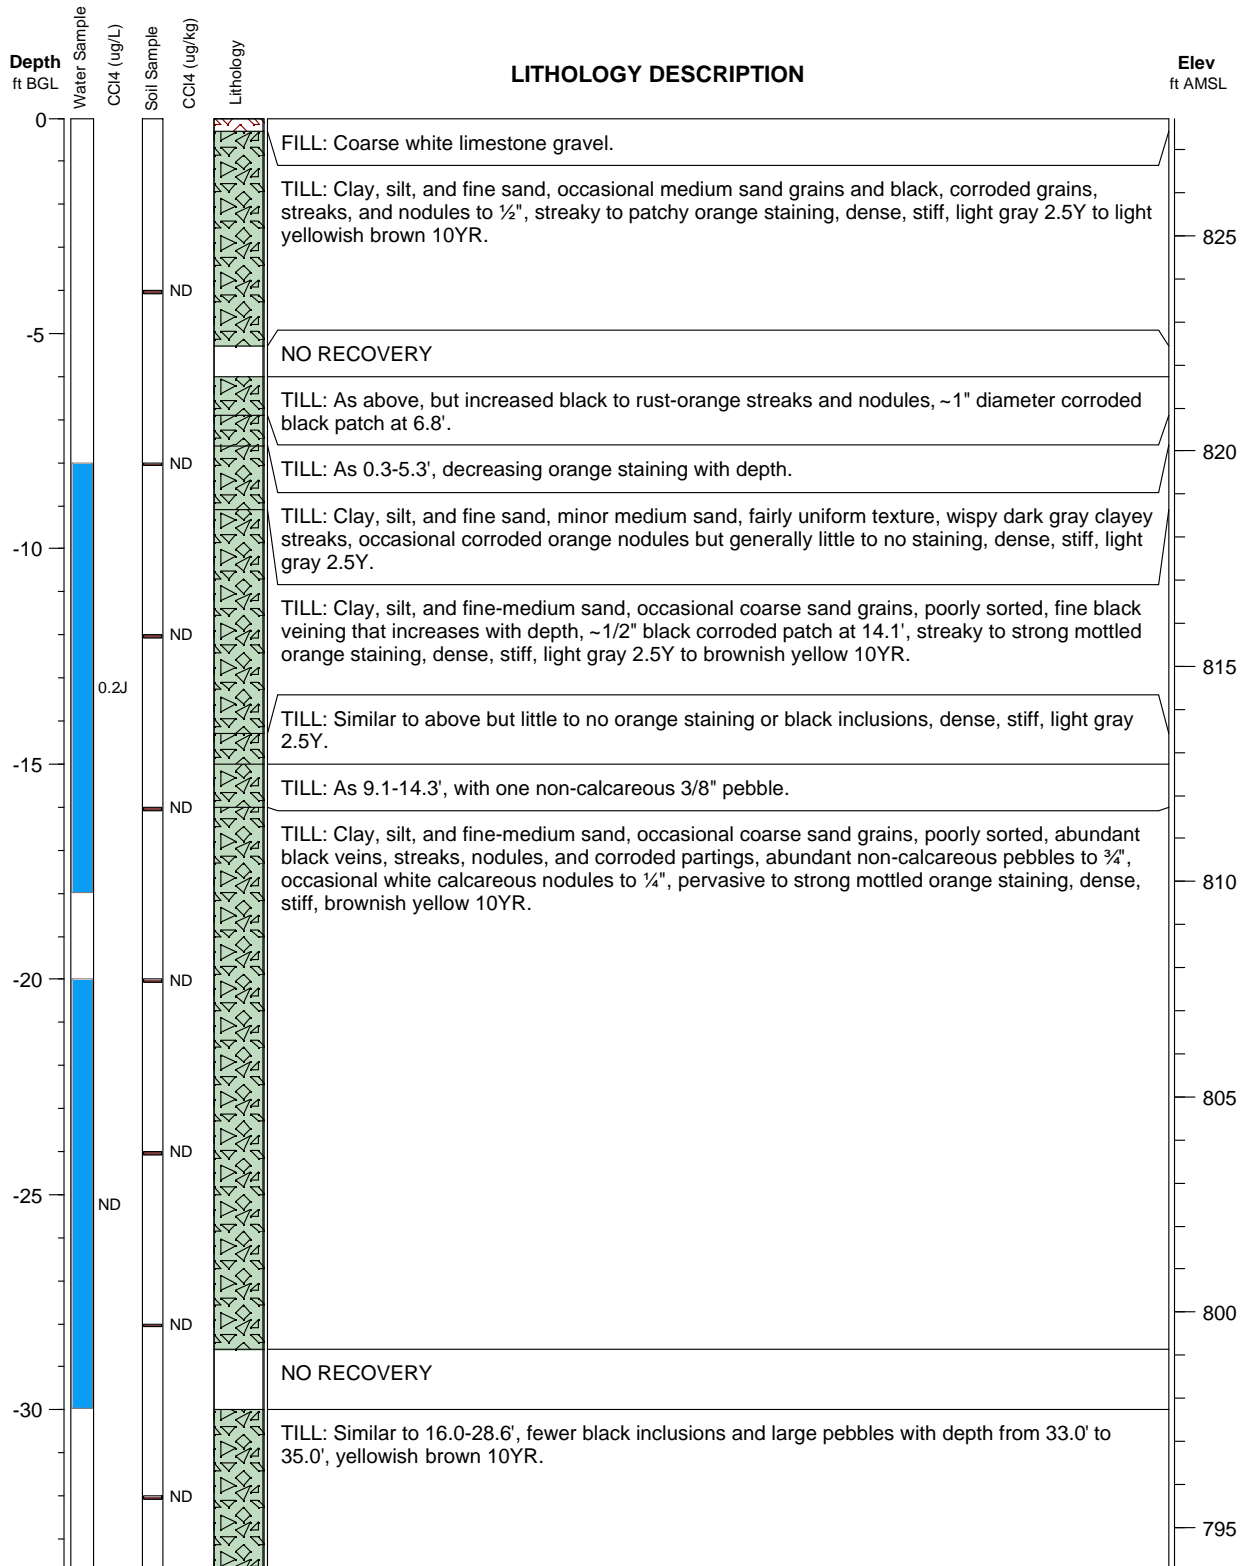 Depth
ft BGL
Water Sample
CCl4 (ug/L)
Soil Sample
CCl4 (ug/kg)
Lithology
LITHOLOGY DESCRIPTION
Elev
ft AMSL
0
FILL: Coarse white limestone gravel.
TILL: Clay, silt, and fine sand, occasional medium sand grains and black, corroded grains,
streaks, and nodules to ½", streaky to patchy orange staining, dense, stiff, light gray 2.5Y to light
yellowish brown 10YR.
825
ND
-5
NO RECOVERY
TILL: As above, but increased black to rust-orange streaks and nodules, ~1" diameter corroded
black patch at 6.8'.
820
ND
TILL: As 0.3-5.3', decreasing orange staining with depth.
TILL: Clay, silt, and fine sand, minor medium sand, fairly uniform texture, wispy dark gray clayey
streaks, occasional corroded orange nodules but generally little to no staining, dense, stiff, light
gray 2.5Y.
-10
TILL: Clay, silt, and fine-medium sand, occasional coarse sand grains, poorly sorted, fine black
veining that increases with depth, ~1/2" black corroded patch at 14.1', streaky to strong mottled
orange staining, dense, stiff, light gray 2.5Y to brownish yellow 10YR.
ND
815
0.2J
TILL: Similar to above but little to no orange staining or black inclusions, dense, stiff, light gray
2.5Y.
-15
TILL: As 9.1-14.3', with one non-calcareous 3/8" pebble.
ND
TILL: Clay, silt, and fine-medium sand, occasional coarse sand grains, poorly sorted, abundant
black veins, streaks, nodules, and corroded partings, abundant non-calcareous pebbles to ¾",
occasional white calcareous nodules to ¼", pervasive to strong mottled orange staining, dense,
stiff, brownish yellow 10YR.
810
-20
ND
805
ND
-25
ND
800
ND
NO RECOVERY
-30
TILL: Similar to 16.0-28.6', fewer black inclusions and large pebbles with depth from 33.0' to
35.0', yellowish brown 10YR.
ND
795